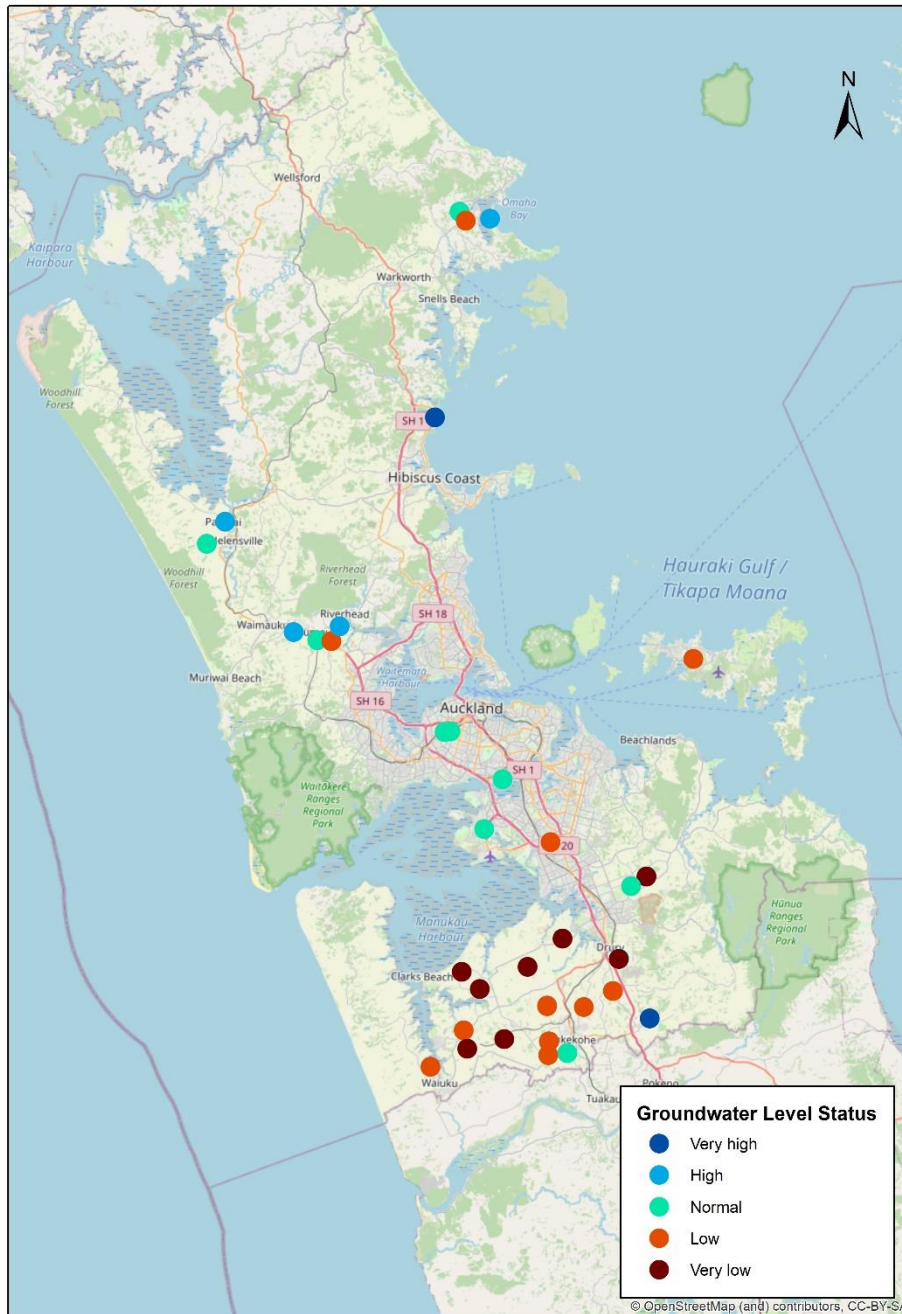 N
Wellsford
Omaha
Bay
Kaipara
Harbour
Warkworth
Snells Beach
Woodhill
Forest
SH 1
Hibiscus Coast
Helensville
Woodhill
Forest
Riverhead
Forest
Hauraki Gulf /
Tīkapa Moana
Riverhead
SH 18
Waimauku
Muriwai Beach
Waitematā
Harbour
SH 16
Auckland
Beachlands
SH 1
Waitākere
Ranges
Regional
Park
20
Manukau
Harbour
Hūnua
Ranges
Regional
Park
Drury
Clarks Beach
Waiuku
Pokeno
Groundwater Level Status
Very high
High
Normal
Low
Very low
© OpenStreetMap (and) contributors, CC-BY-S